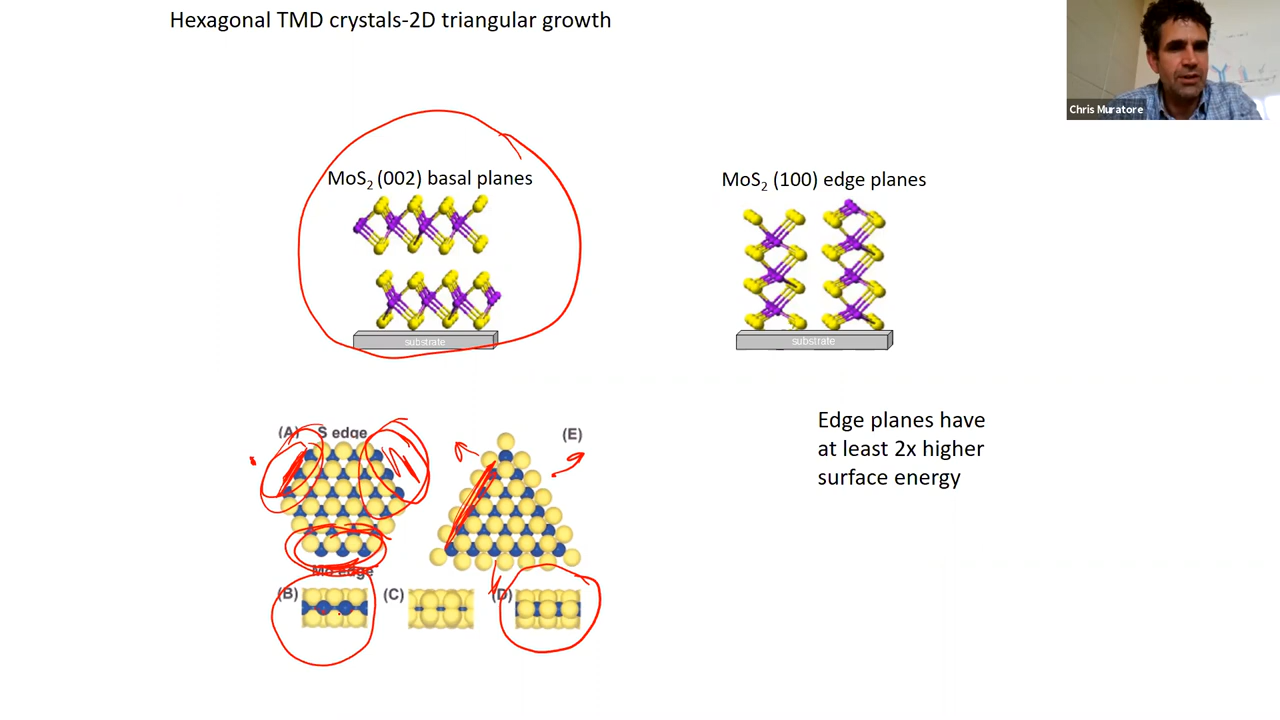 Hexagonal TMD crystals-2D triangular growth
Chris Muratore
MoS2 (002) basal planes
MoS2 (100) edge planes
substrate
substrate
(A) S edge
(E)
Mo edge
(B)
(C)
(D)
Edge planes have
at least 2x higher
surface energy